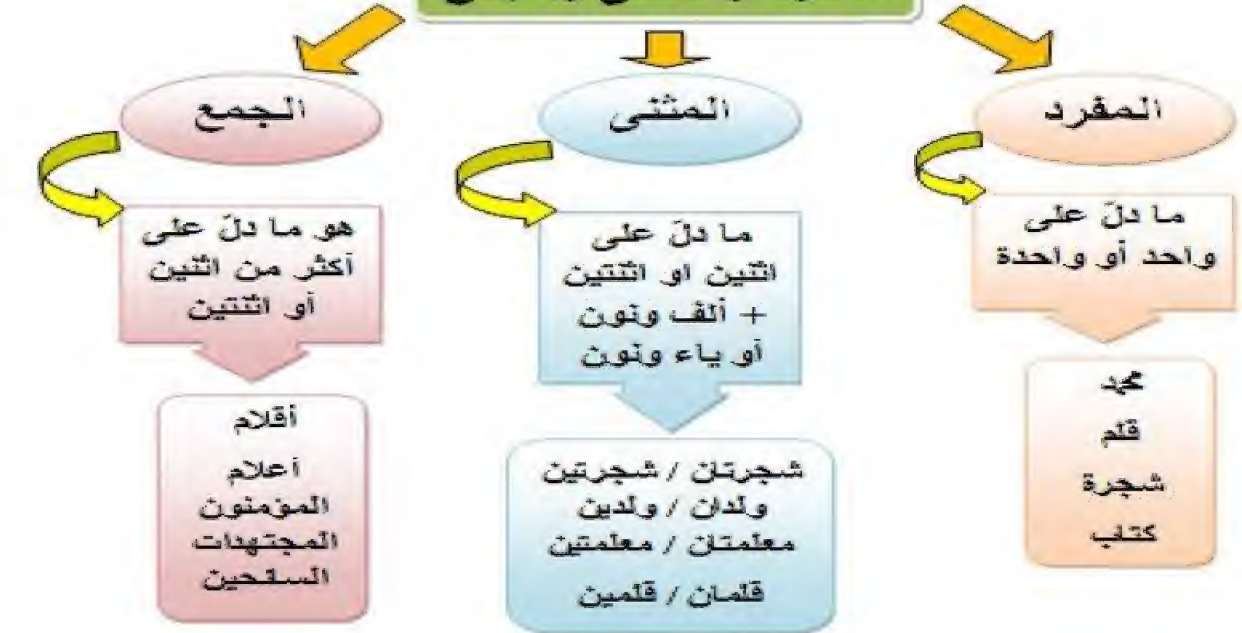 المفرد
ما دلّ على
واحد أو واحدة
محمد
قلم
شجرة
كتاب
المثنى
ما دلّ على
اثنين او اثنتين
+ ألف ونون
أو ياء ونون
شجرتان / شجرتين
ولدان / ولدين
معلمتان / معلمتين
قلمان / قلمين
الجمع
هو ما دلّ على
أكثر من اثنين
أو اثنتين
أقلام
أعلام
المؤمنون
المجتهدات